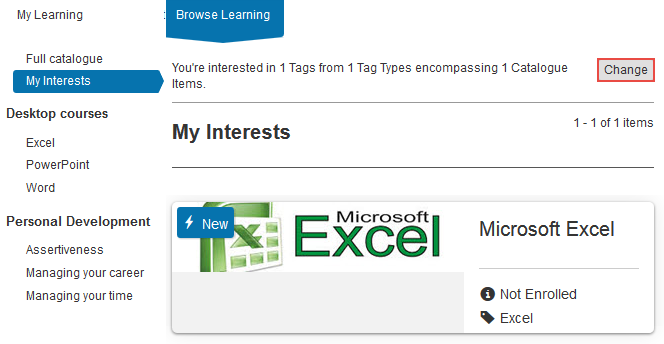 My Learning
Browse Learning
Full catalogue
My Interests
Desktop courses
Excel
PowerPoint
Word
Personal Development
Assertiveness
Managing your career
Managing your time
You're interested in 1 Tags from 1 Tag Types encompassing 1 Catalogue
Items.
Change
My Interests
1 - 1 of 1 items
New
Microsoft
Excel
Microsoft Excel
Not Enrolled
Excel